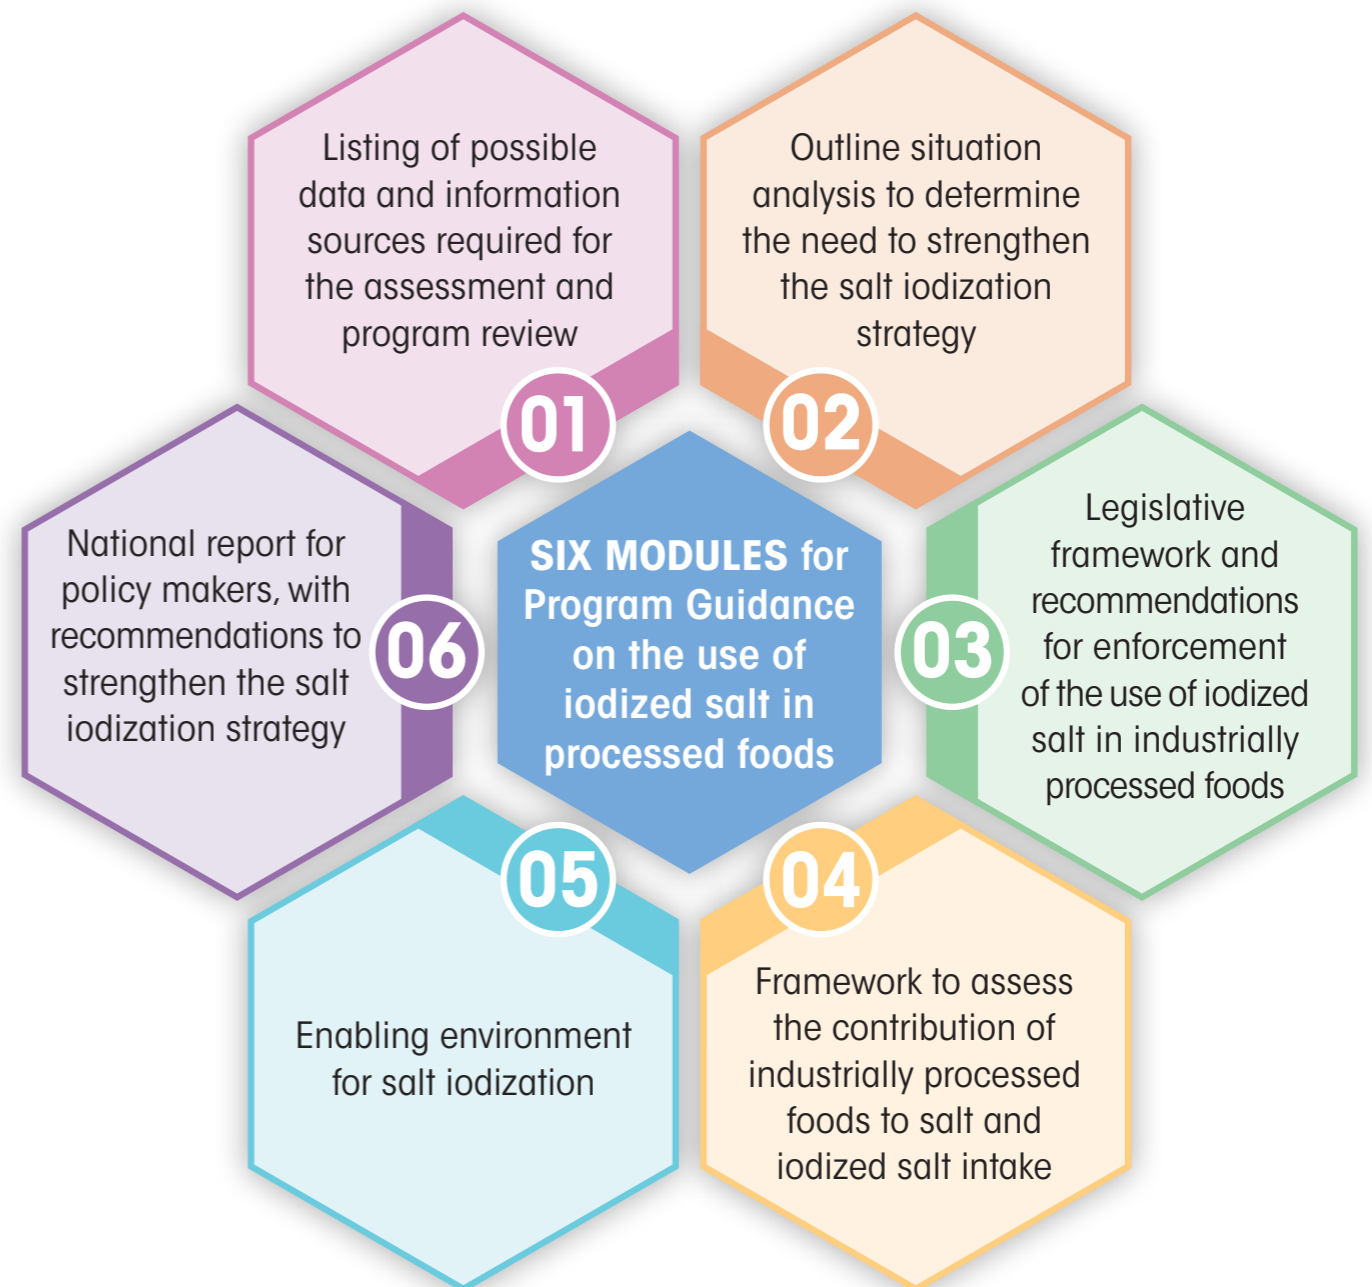 Listing of possible
data and information
sources required for
the assessment and
program review
01
Outline situation
analysis to determine
the need to strengthen
the salt iodization
strategy
02
Legislative
framework and
recommendations
for enforcement
of the use of iodized
salt in industrially
processed foods
03
Framework to assess
the contribution of
industrially processed
foods to salt and
iodized salt intake
04
Enabling environment
for salt iodization
05
National report for
policy makers, with
recommendations to
strengthen the salt
iodization strategy
06
SIX MODULES for
Program Guidance
on the use of
iodized salt in
processed foods